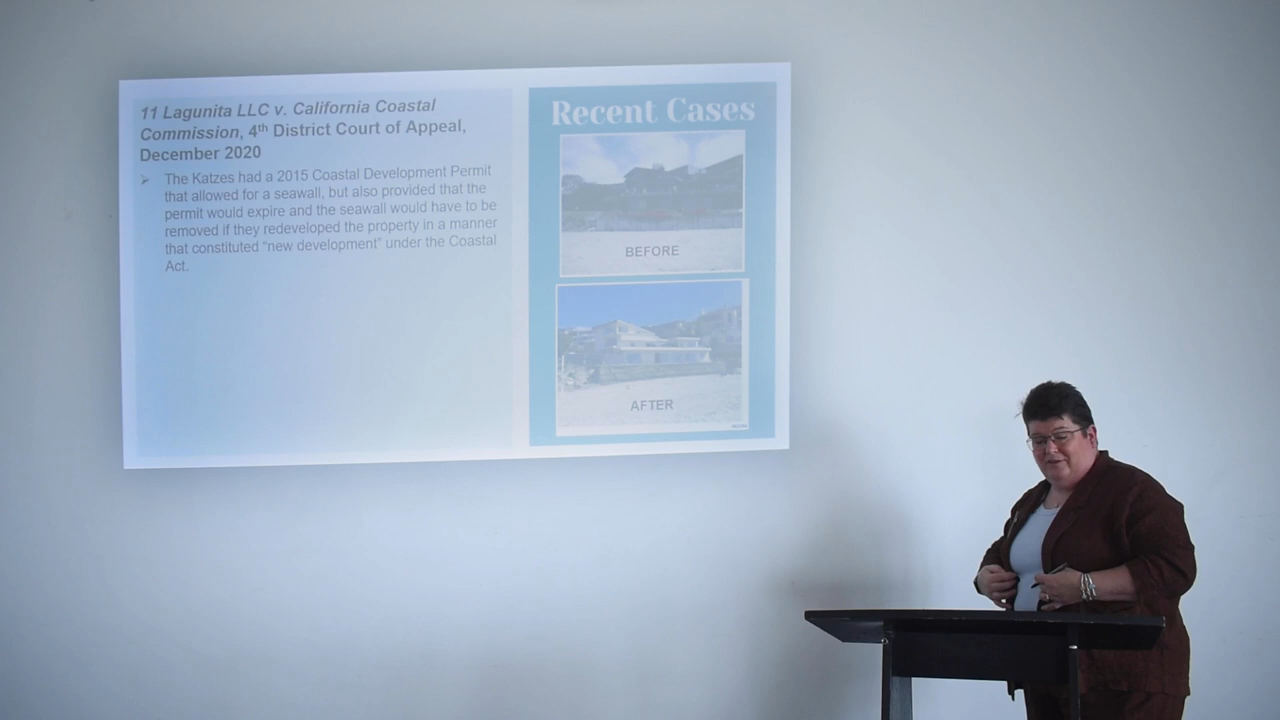 11 Lagunita LLC v. California Coastal
Commission, 4th District Court of Appeal,
December 2020
➢ The Katzes had a 2015 Coastal Development Permit
that allowed for a seawall, but also provided that the
permit would expire and the seawall would have to be
removed if they redeveloped the property in a manner
that constituted “new development” under the Coastal
Act.
Recent Cases
BEFORE
AFTER